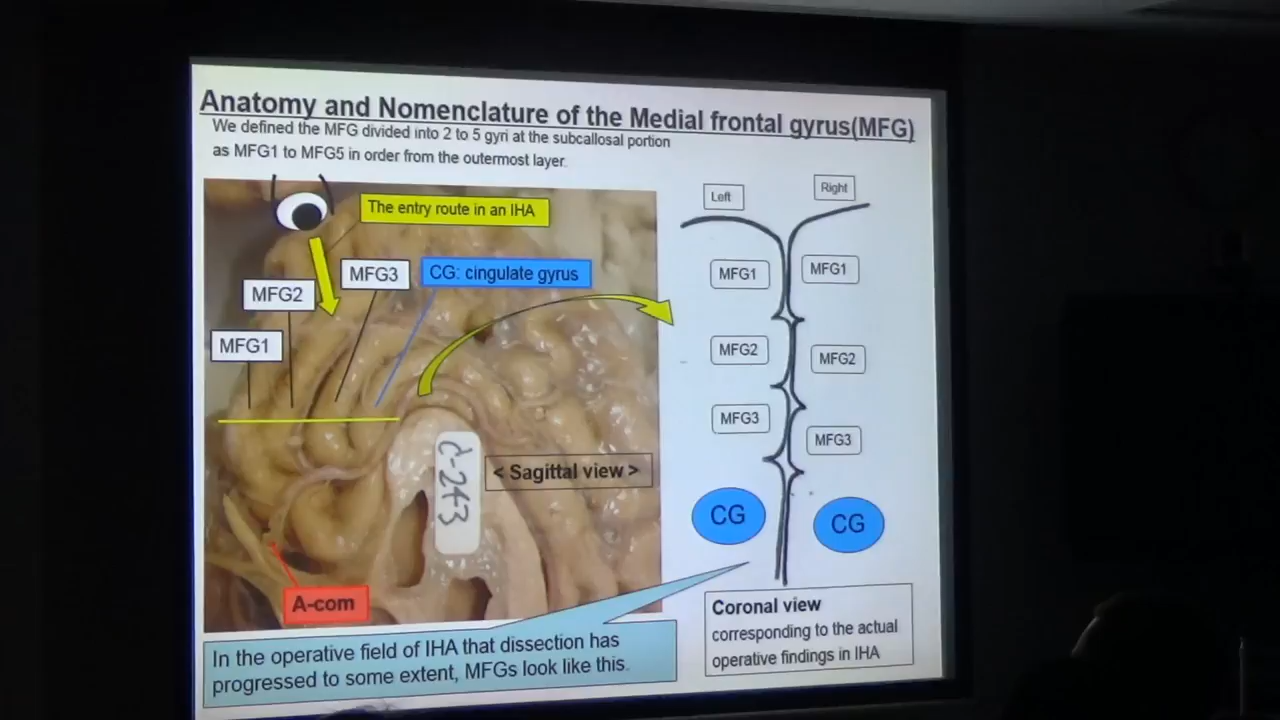 Anatomy and Nomenclature of the Medial frontal gyrus(MFG)
We defined the MFG divided into 2 to 5 gyri at the subcallosal portion
as MFG1 to MFG5 in order from the outermost layer.
The entry route in an IHA
MFG3
CG: cingulate gyrus
MFG2
MFG1
C-243
< Sagittal view >
A-com
In the operative field of IHA that dissection has
progressed to some extent, MFGs look like this.
Left
Right
MFG1
MFG1
MFG2
MFG2
MFG3
MFG3
CG
CG
Coronal view
corresponding to the actual
operative findings in IHA